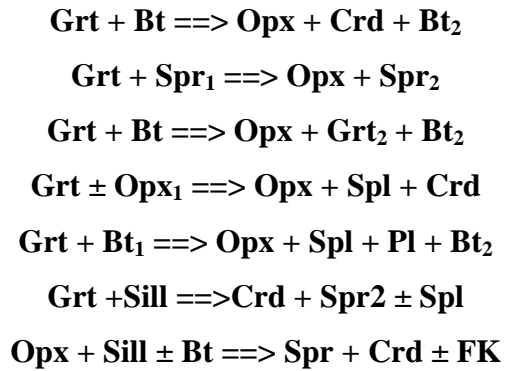 Grt + Bt ==> Opx + Crd + Bt₂
Grt + Spr₁ ==> Opx + Spr₂
Grt + Bt ==> Opx + Grt₂ + Bt₂
Grt ± Opx₁ ==> Opx + Spl + Crd
Grt + Bt₁ ==> Opx + Spl + Pl + Bt₂
Grt +Sill ==>Crd + Spr2 ± Spl
Opx + Sill ± Bt ==> Spr + Crd ± FK